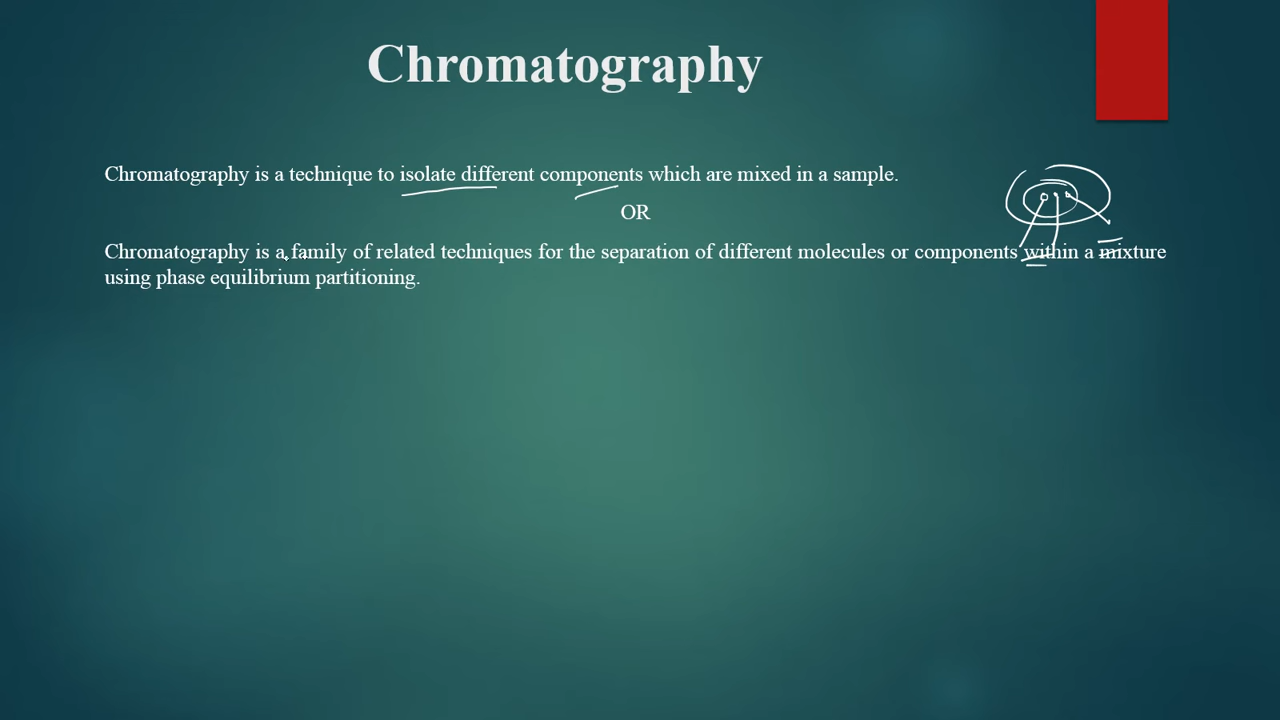 Chromatography
Chromatography is a technique to isolate different components which are mixed in a sample.
OR
Chromatography is a family of related techniques for the separation of different molecules or components within a mixture
using phase equilibrium partitioning.